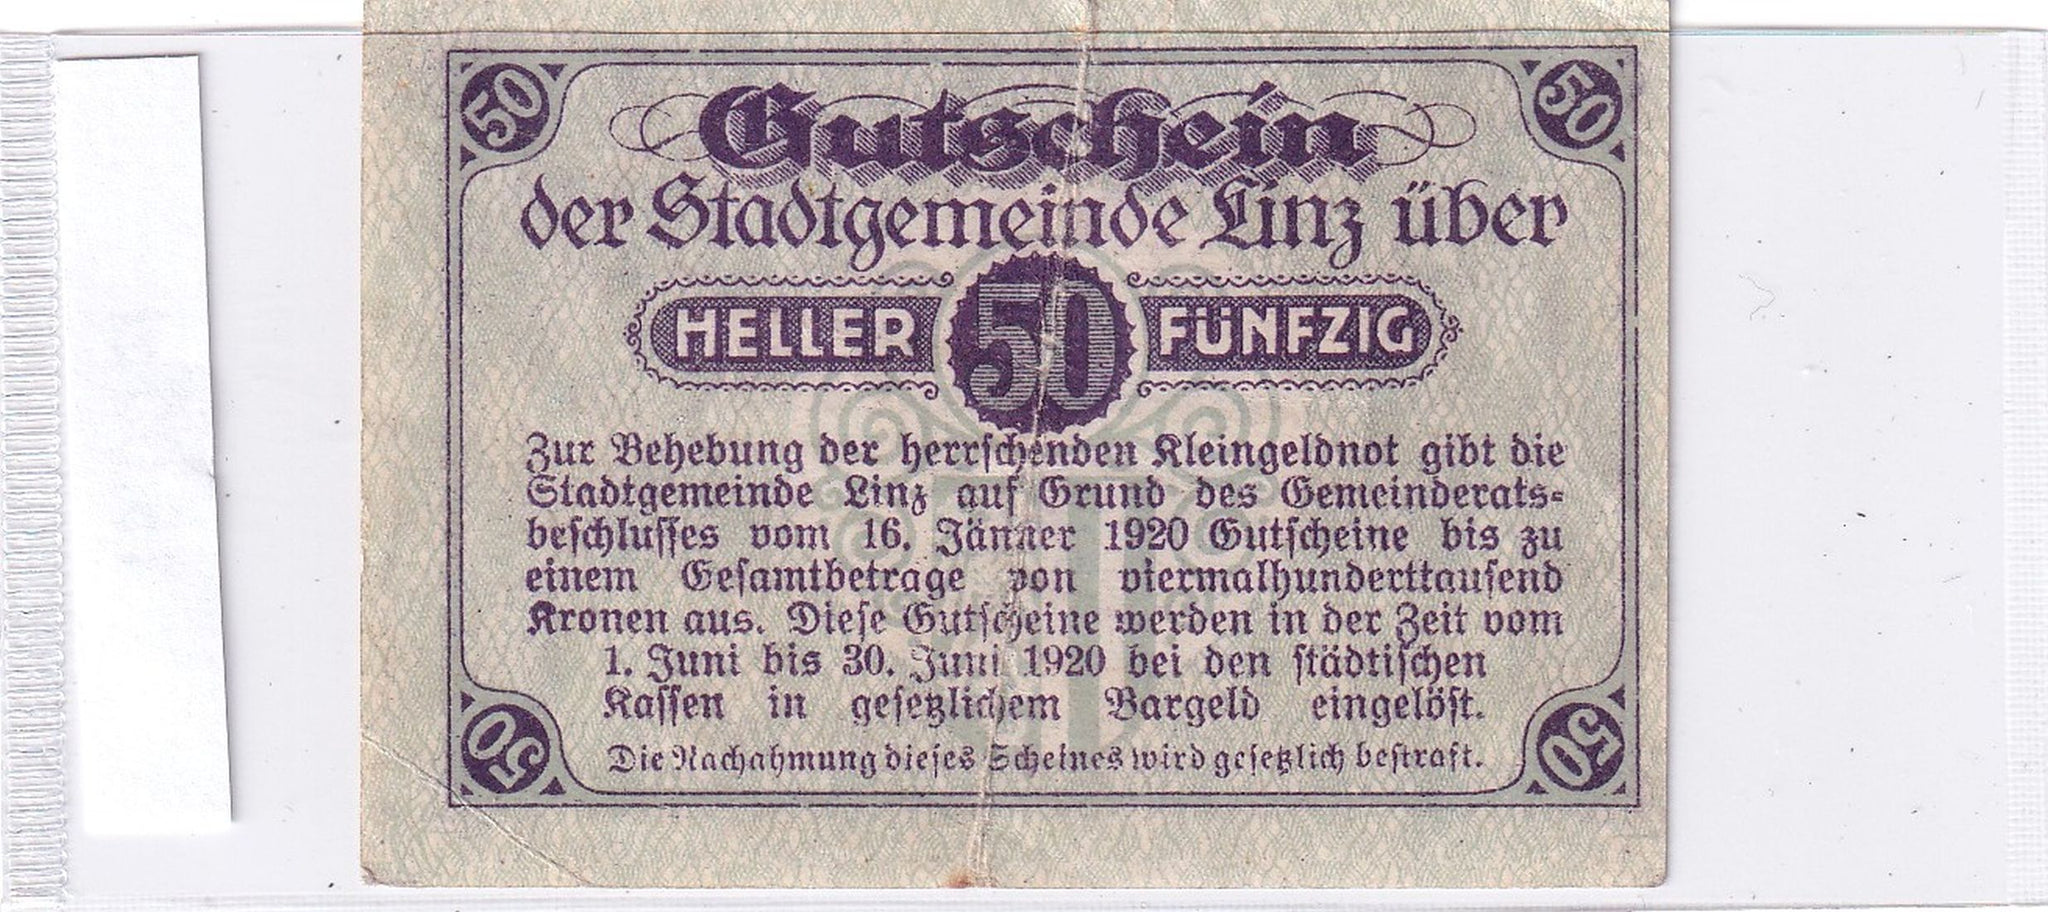 50
50
Gutschein
der Stadtgemeinde Linz über
HELLER 50 FÜNFZIG
Zur Behebung der herrschenden Kleingeldnot gibt die
Stadtgemeinde Linz auf Grund des Gemeinderats=
beschlusses vom 16. Jänner 1920 Gutscheine bis zu
einem Gesamtbetrage von viermalhunderttausend
Kronen aus. Diese Gutscheine werden in der Zeit vom
1. Juni bis 30. Juni 1920 bei den städtischen
Kassen in gesetzlichem Bargeld eingelöst.
Die Nachahmung dieses Scheines wird gesetzlich bestraft.
50
50